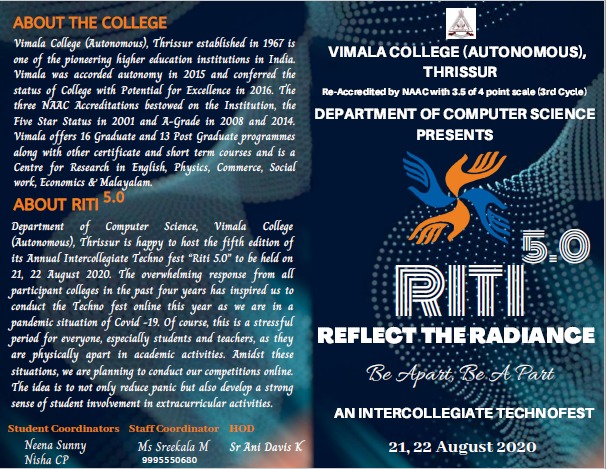 ABOUT THE COLLEGE
Vimala College (Autonomous), Thrissur established in 1967 is
one of the pioneering higher education institutions in India.
Vimala was accorded autonomy in 2015 and conferred the
status of College with Potential for Excellence in 2016. The
three NAAC Accreditations bestowed on the Institution, the
Five Star Status in 2001 and A-Grade in 2008 and 2014.
Vimala offers 16 Graduate and 13 Post Graduate programmes
along with other certificate and short term courses and is a
Centre for Research in English, Physics, Commerce, Social
work, Economics & Malayalam.
ABOUT RITI 5.0
Department of Computer Science, Vimala College
(Autonomous), Thrissur is happy to host the fifth edition of
its Annual Intercollegiate Techno fest "Riti 5.0" to be held on
21, 22 August 2020. The overwhelming response from all
participant colleges in the past four years has inspired us to
conduct the Techno fest online this year as we are in a
pandemic situation of Covid -19. Of course, this is a stressful
period for everyone, especially students and teachers, as they
are physically apart in academic activities. Amidst these
situations, we are planning to conduct our competitions online.
The idea is to not only reduce panic but also develop a strong
sense of student involvement in extracurricular activities.
Student Coordinators Staff Coordinator HOD
Neena Sunny Ms Sreekala M Sr Ani Davis K
Nisha CP 9995550680
VIMALA COLLEGE (AUTONOMOUS),
THRISSUR
Re-Accredited by NAAC with 3.5 of 4 point scale (3rd Cycle)
DEPARTMENT OF COMPUTER SCIENCE
PRESENTS
5.0
RITI
REFLECT THE RADIANCE
Be Apart, Be A Part
AN INTERCOLLEGIATE TECHNOFEST
21, 22 August 2020